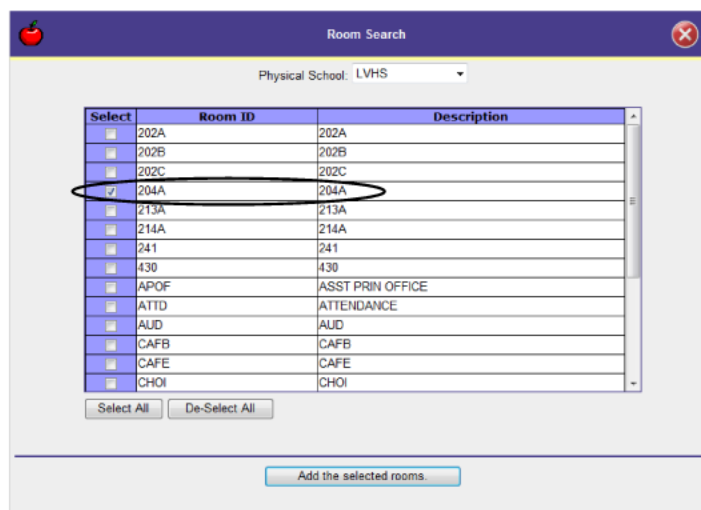 Room Search
Physical School: LVHS
Select Room ID Description
202A 202A
202B 202B
202C 202C
204A 204A
213A 213A
214A 214A
241 241
430 430
APOF ASST PRIN OFFICE
ATTD ATTENDANCE
AUD AUD
CAFB CAFB
CAFE CAFE
CHOI CHOI
Select All De-Select All
Add the selected rooms.